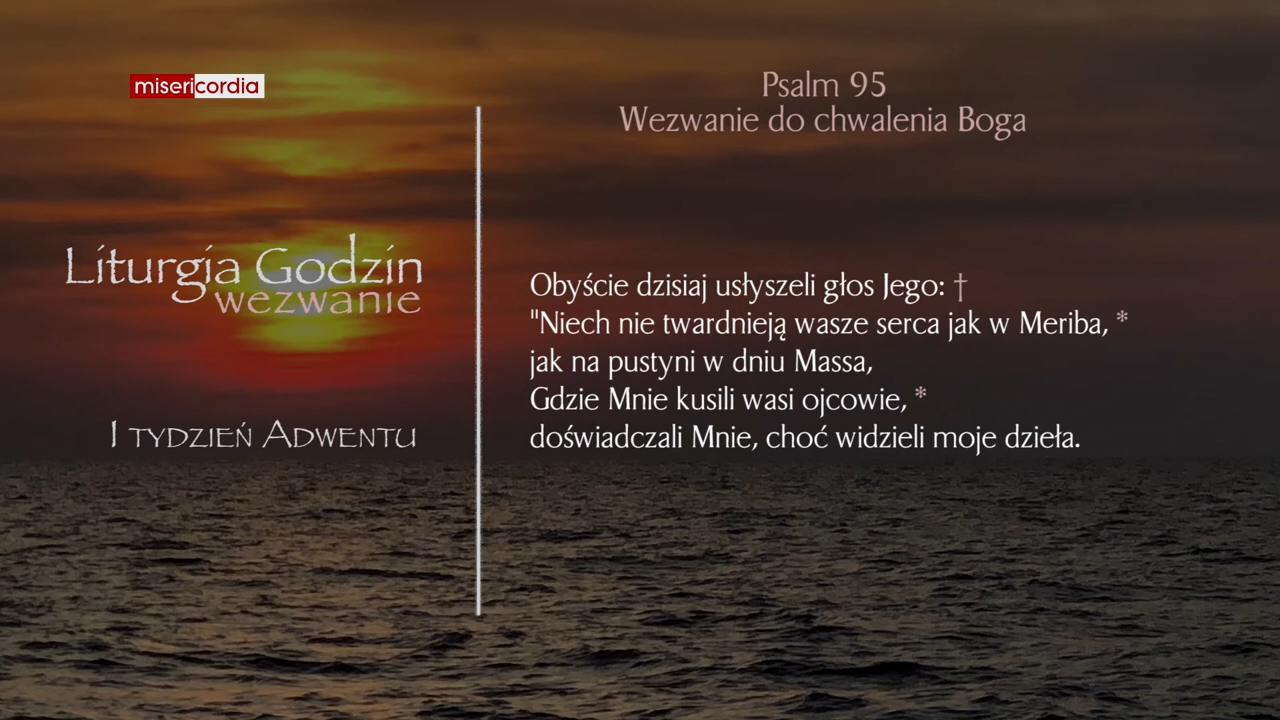 misericordia
Liturgia Godzin
wezwanie
I TYDZIEŃ ADWENTU
Psalm 95
Wezwanie do chwalenia Boga
Obyście dzisiaj usłyszeli głos Jego: †
"Niech nie twardnieją wasze serca jak w Meriba, *
jak na pustyni w dniu Massa,
Gdzie Mnie kusili wasi ojcowie, *
doświadczali Mnie, choć widzieli moje dzieła.